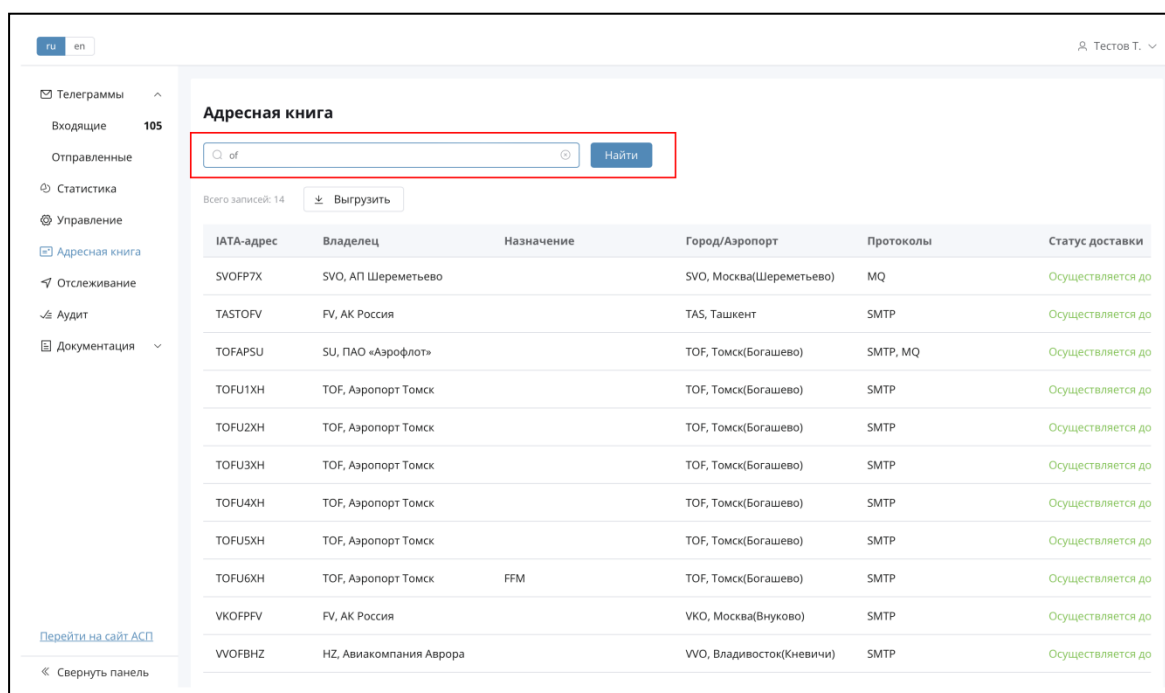 ru en Тестов Т.
Телеграммы
Входящие 105
Отправленные
Статистика
Управление
Адресная книга
Отслеживание
Аудит
Документация
Перейти на сайт АСП
Свернуть панель
Адресная книга
of Найти
Всего записей: 14 Выгрузить
IATA-адрес Владелец Назначение Город/Аэропорт Протоколы Статус доставки
SVOFP7X SVO, АП Шереметьево SVO, Москва(Шереметьево) MQ Осуществляется до
TASTOFV FV, АК Россия TAS, Ташкент SMTP Осуществляется до
TOFAPSU SU, ПАО «Аэрофлот» TOF, Томск(Богашево) SMTP, MQ Осуществляется до
TOFU1XH TOF, Аэропорт Томск TOF, Томск(Богашево) SMTP Осуществляется до
TOFU2XH TOF, Аэропорт Томск TOF, Томск(Богашево) SMTP Осуществляется до
TOFU3XH TOF, Аэропорт Томск TOF, Томск(Богашево) SMTP Осуществляется до
TOFU4XH TOF, Аэропорт Томск TOF, Томск(Богашево) SMTP Осуществляется до
TOFU5XH TOF, Аэропорт Томск TOF, Томск(Богашево) SMTP Осуществляется до
TOFU6XH TOF, Аэропорт Томск FFM TOF, Томск(Богашево) SMTP Осуществляется до
VKOFPFV FV, АК Россия VKO, Москва(Внуково) SMTP Осуществляется до
VVOFBHZ HZ, Авиакомпания Аврора VVO, Владивосток(Кневичи) SMTP Осуществляется до